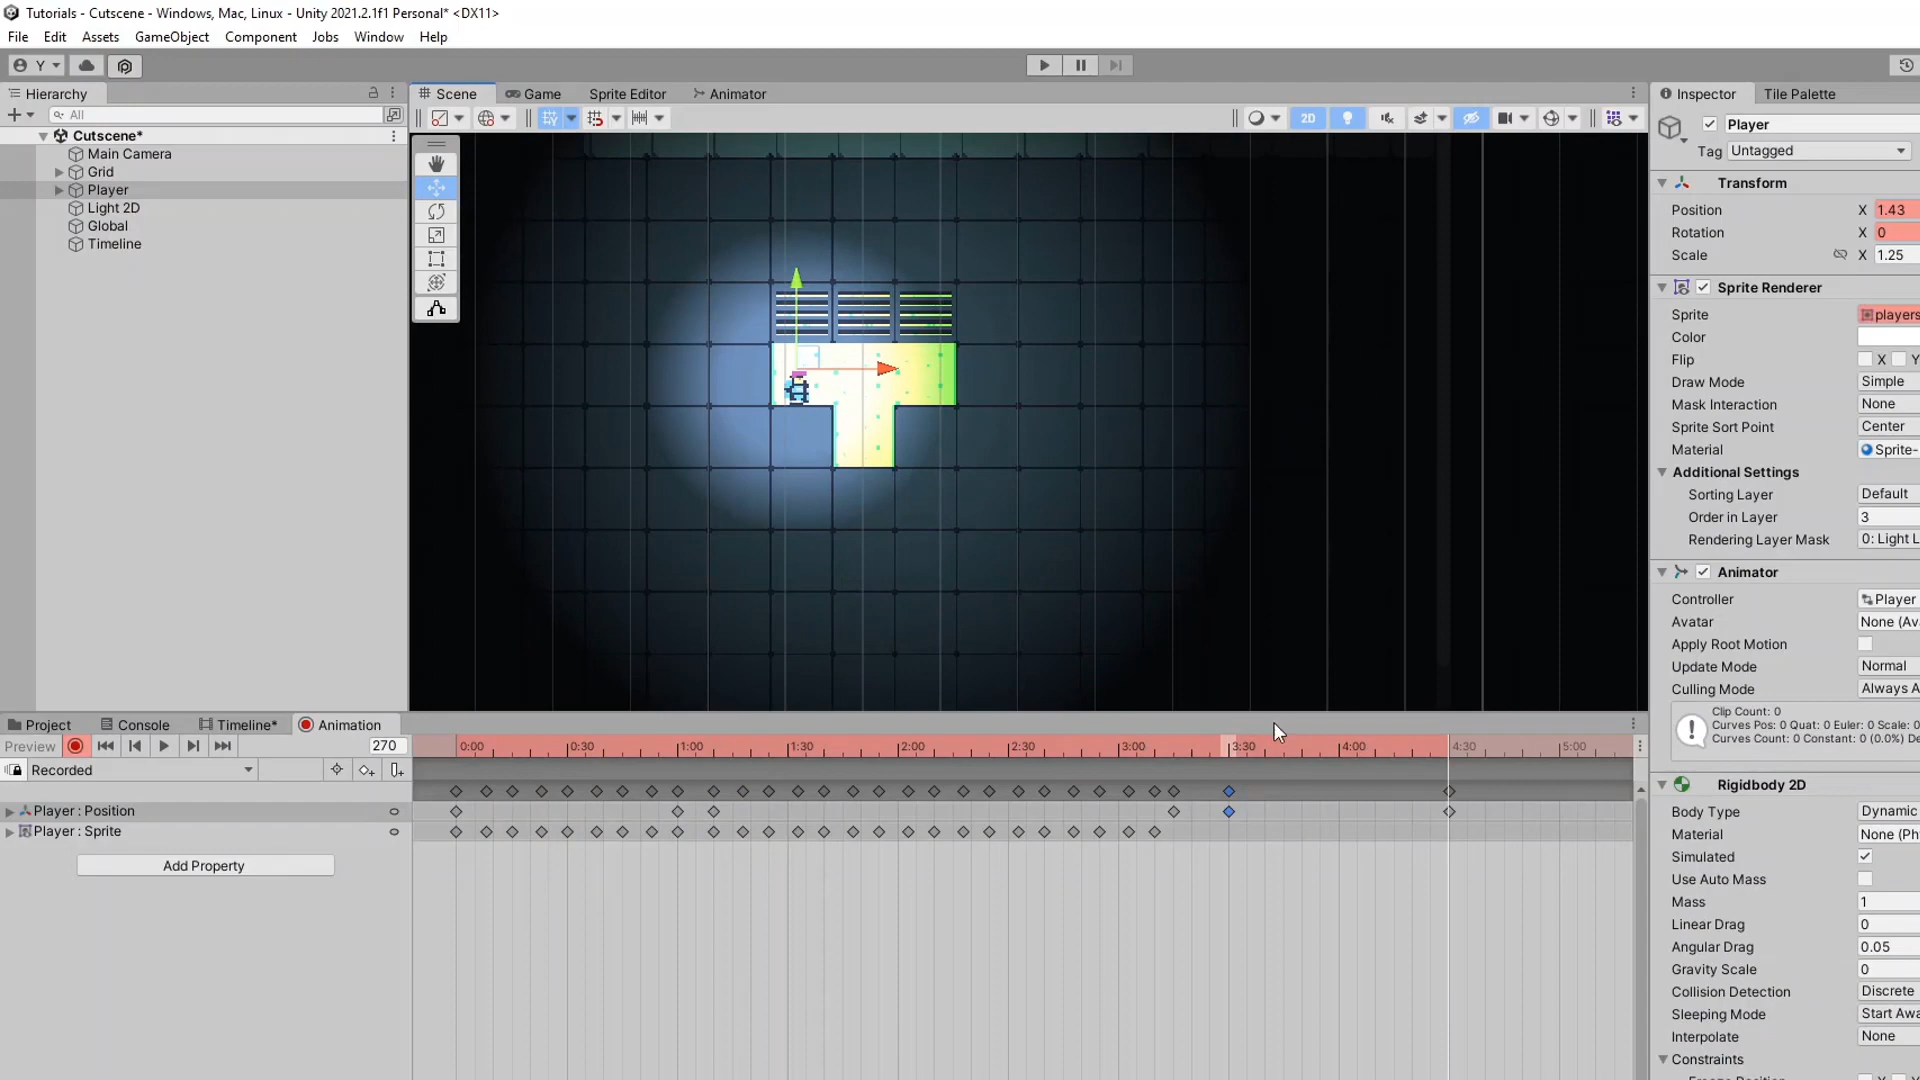 Tutorials - Cutscene - Windows, Mac, Linux - Unity 2021.2.1f1 Personal* <DX11>
File Edit Assets GameObject Component Jobs Window Help
Y
Hierarchy
Scene Game Sprite Editor Animator
Inspector Tile Palette
All
2D
Cutscene*
Main Camera
Grid
Player
Light 2D
Global
Timeline
Player
Tag Untagged
Transform
Position X 1.43
Rotation X 0
Scale X 1.25
Sprite Renderer
Sprite players
Color
Flip X Y
Draw Mode Simple
Mask Interaction None
Sprite Sort Point Center
Material Sprite-
Additional Settings
Sorting Layer Default
Order in Layer 3
Rendering Layer Mask 0: Light L
Animator
Controller Player
Avatar None (Av
Apply Root Motion
Update Mode Normal
Culling Mode Always A
Clip Count: 0
Curves Pos: 0 Quat: 0 Euler: 0 Scale: 0
Curves Count: 0 Constant: 0 (0.0%) De
Rigidbody 2D
Body Type Dynamic
Material None (Ph
Simulated
Use Auto Mass
Mass 1
Linear Drag 0
Angular Drag 0.05
Gravity Scale 0
Collision Detection Discrete
Sleeping Mode Start Awa
Interpolate None
Constraints
Project Console Timeline* Animation
Preview 270
0:00 0:30 1:00 1:30 2:00 2:30 3:00 3:30 4:00 4:30 5:00
Recorded
Player : Position
Player : Sprite
Add Property